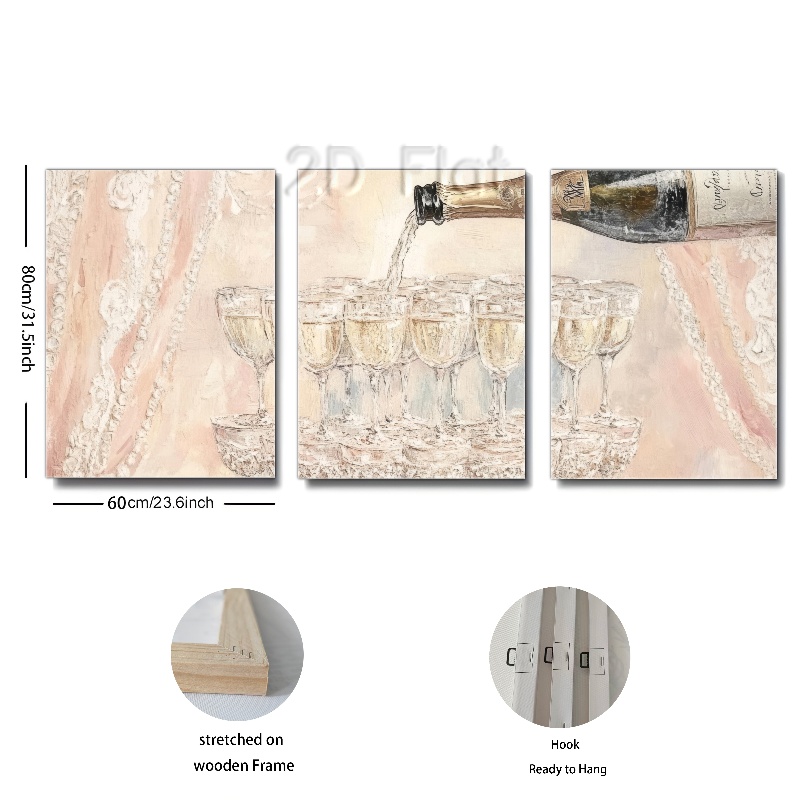 2D Flat
80cm/31.5inch
60cm/23.6inch
stretched on
wooden Frame
Hook
Ready to Hang